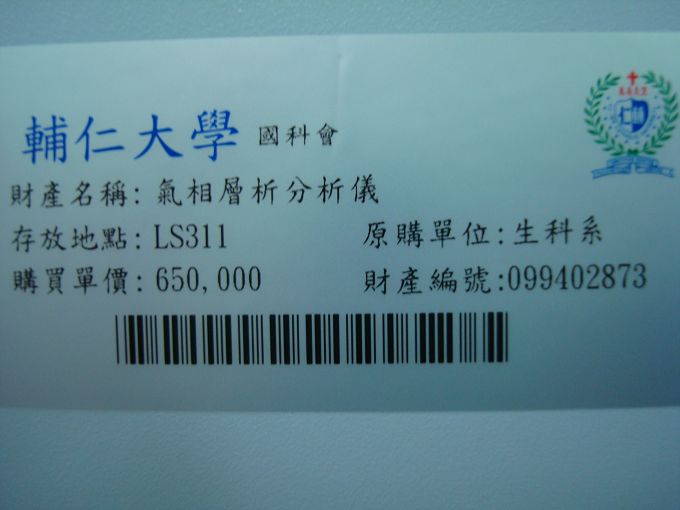 輔仁大學 國科會
財產名稱: 氣相層析分析儀
存放地點: LS311 原購單位:生科系
購買單價: 650,000 財產編號:099402873